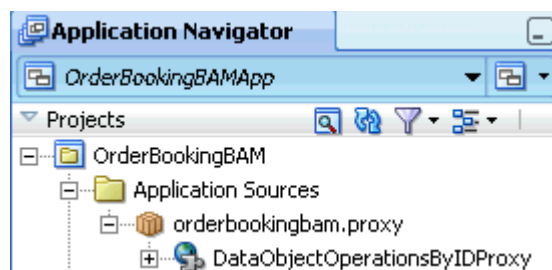 Application Navigator
OrderBookingBAMApp
Projects
OrderBookingBAM
Application Sources
orderbookingbam.proxy
DataObjectOperationsByIDProxy